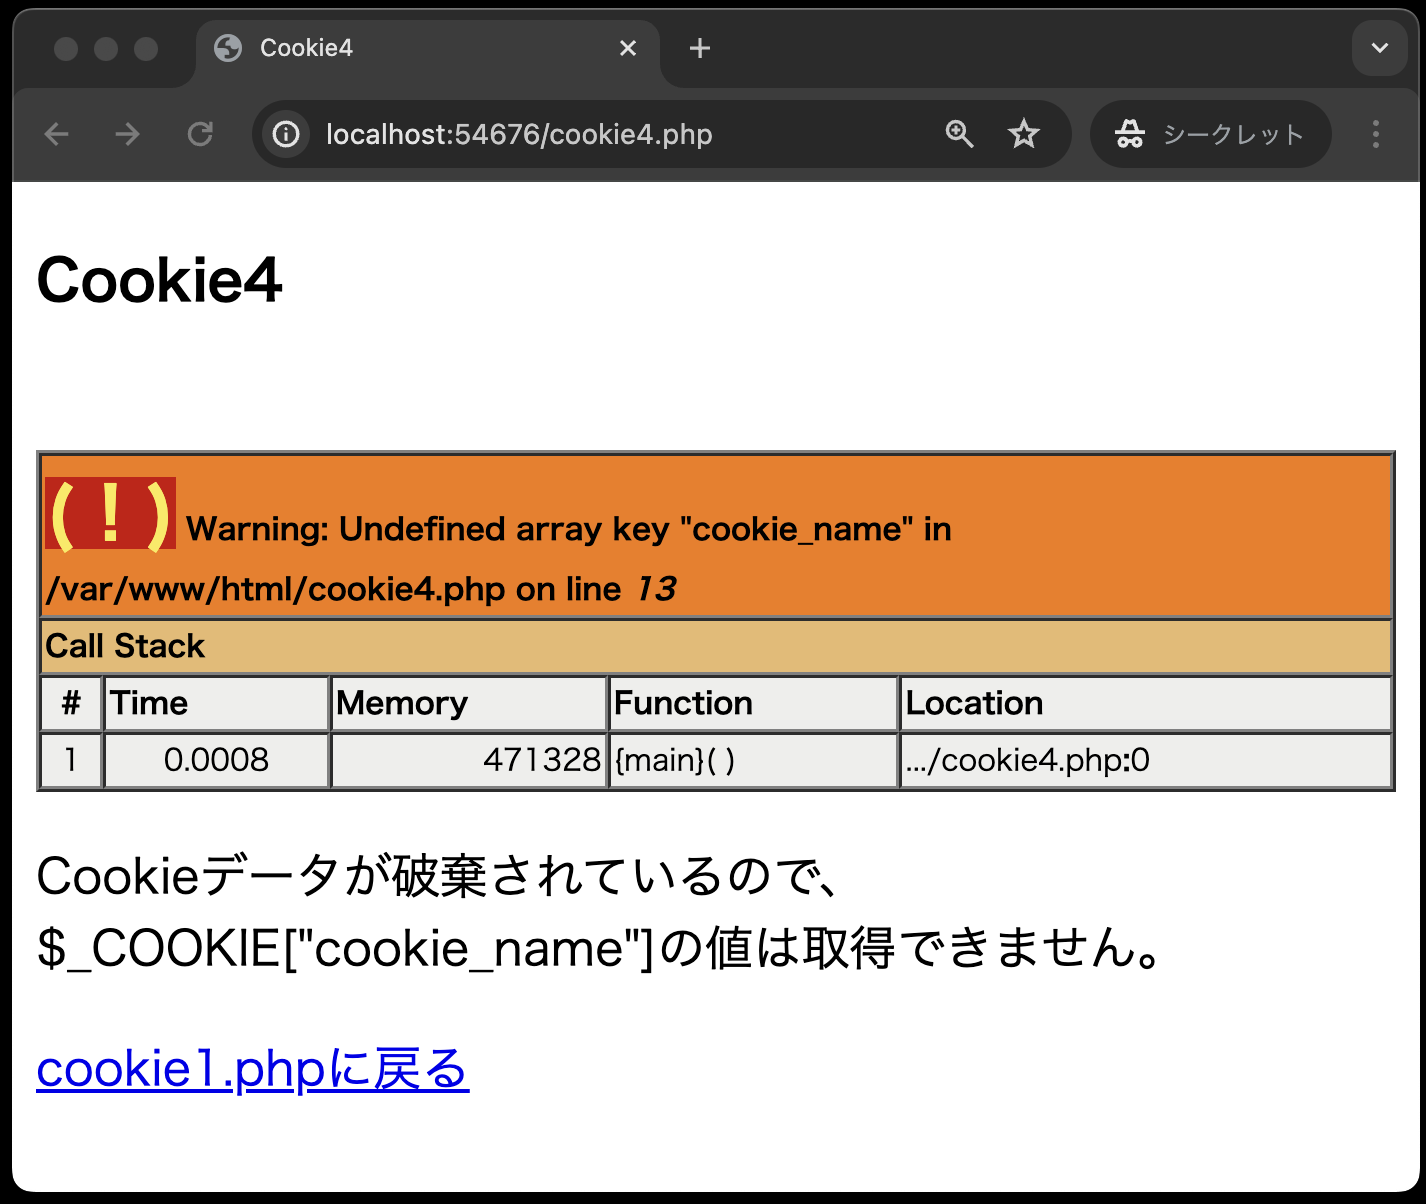 Cookie4
localhost:54676/cookie4.php
シークレット
Cookie4
( ! ) Warning: Undefined array key "cookie_name" in
/var/www/html/cookie4.php on line 13
Call Stack
# Time Memory Function Location
1 0.0008 471328 {main}( ) .../cookie4.php:0
Cookieデータが破棄されているので、
$_COOKIE["cookie_name"]の値は取得できません。
cookie1.phpに戻る